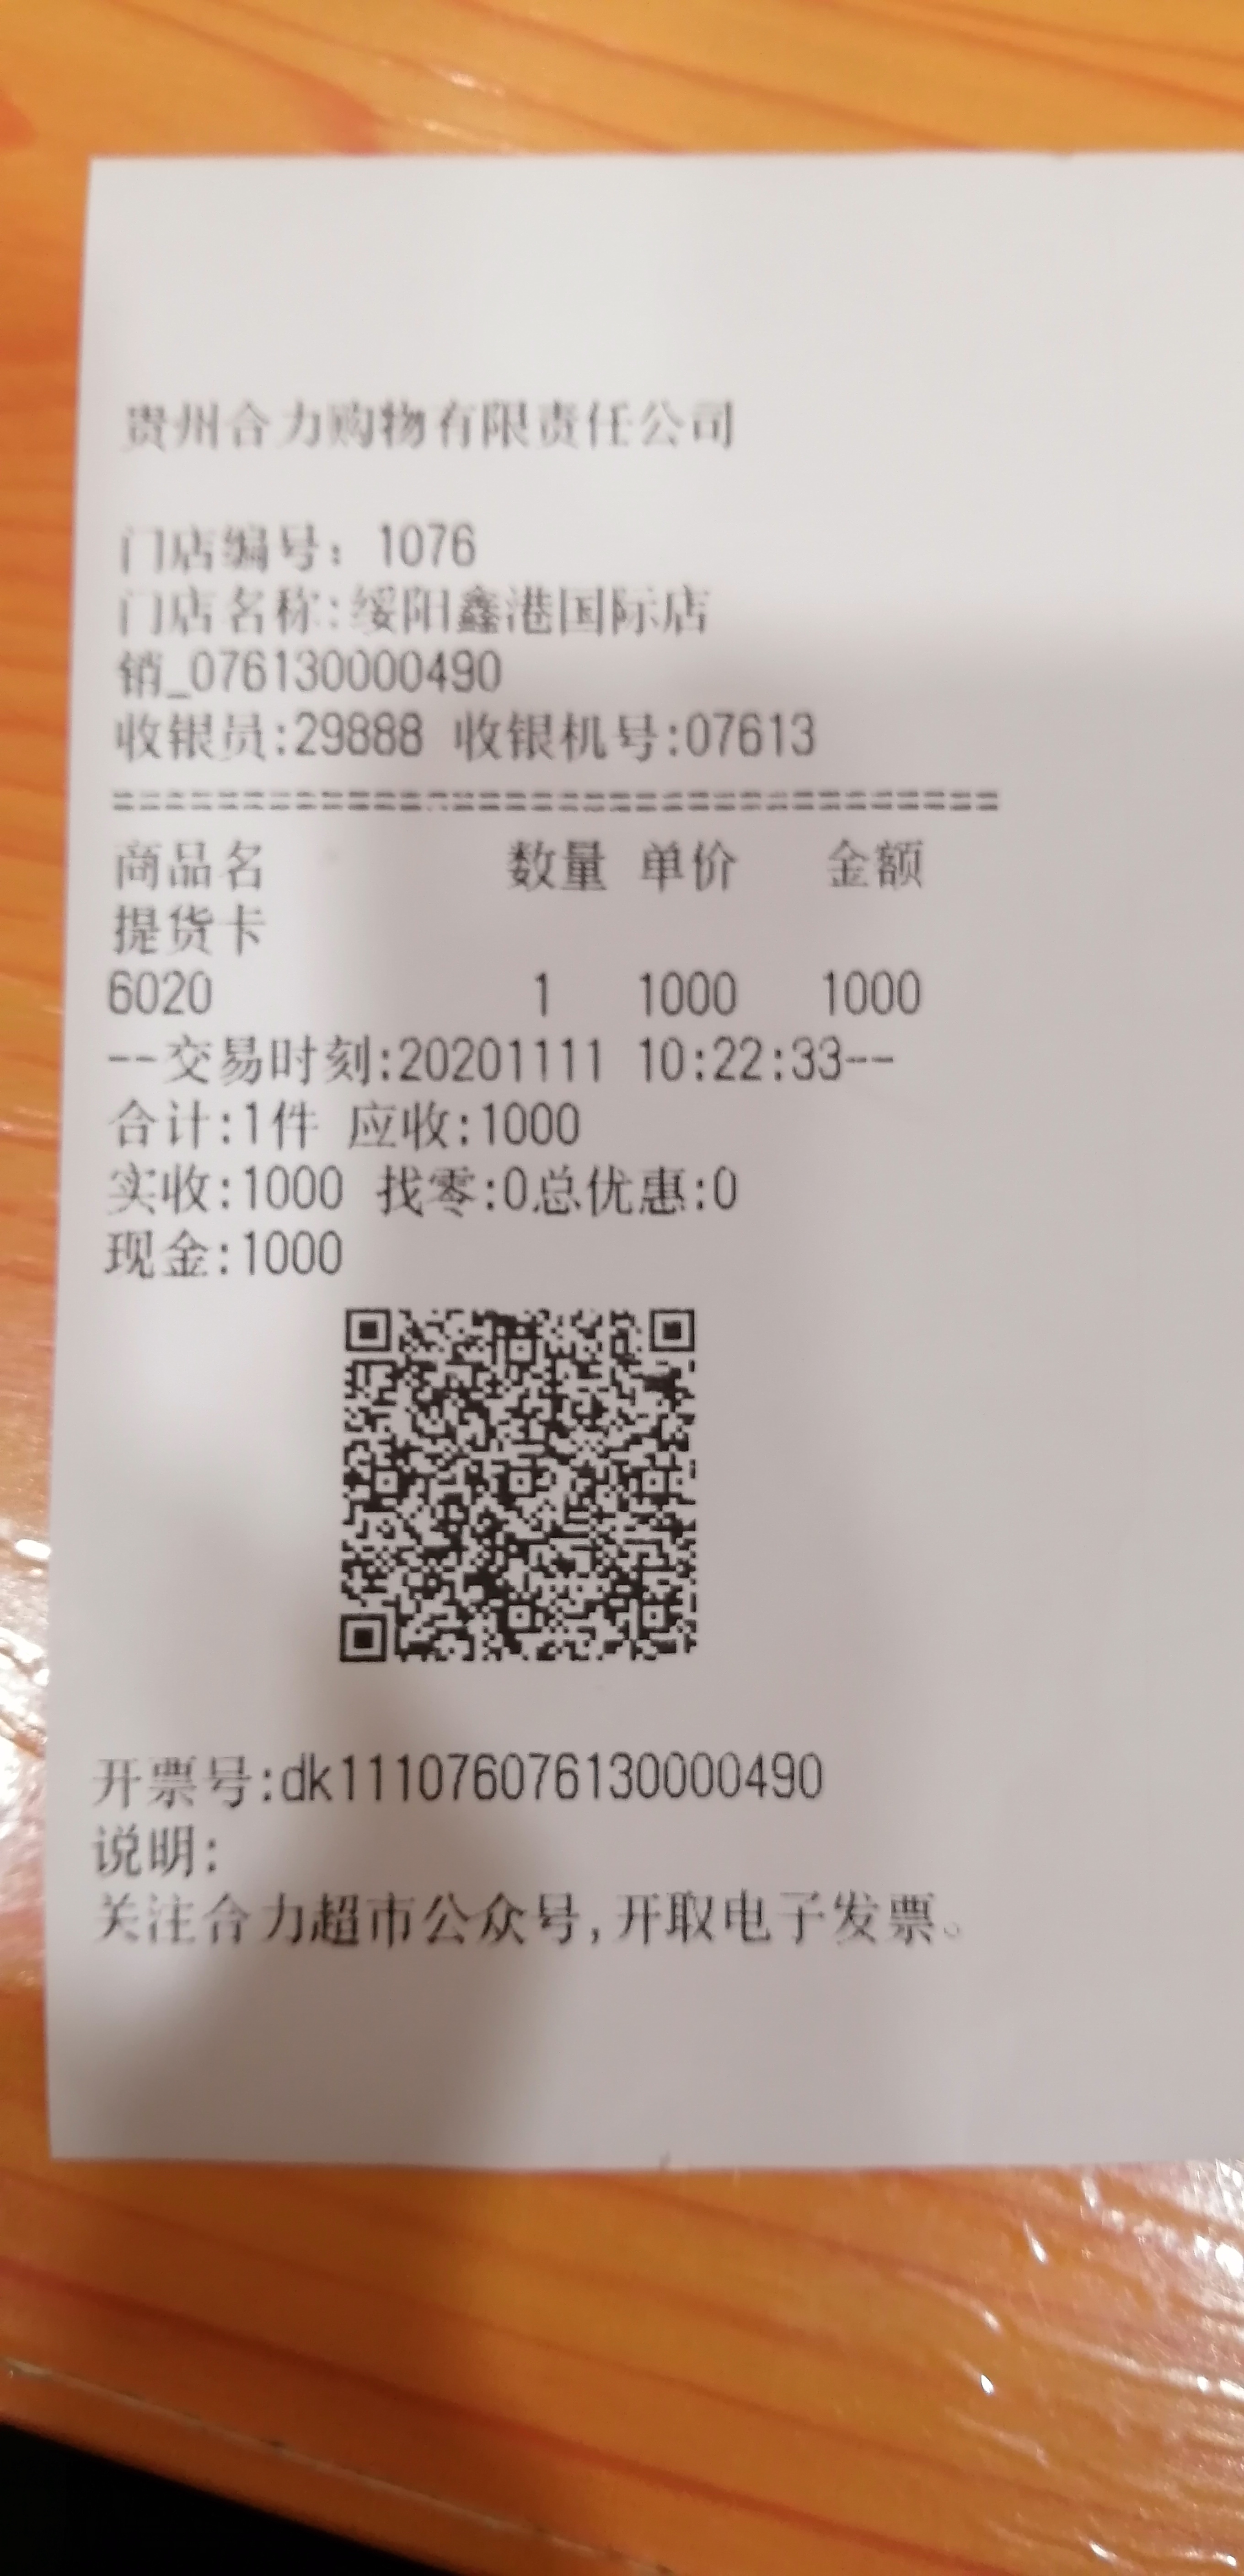 贵州合力购物有限责任公司
门店编号：1076
门店名称:绥阳鑫港国际店
销_076130000490
收银员:29888 收银机号:07613
==================================
商品名 数量 单价 金额
提货卡
6020 1 1000 1000
--交易时刻:20201111 10:22:33--
合计:1件 应收:1000
实收:1000 找零:0总优惠:0
现金:1000
开票号:dk111076076130000490
说明:
关注合力超市公众号,开取电子发票。